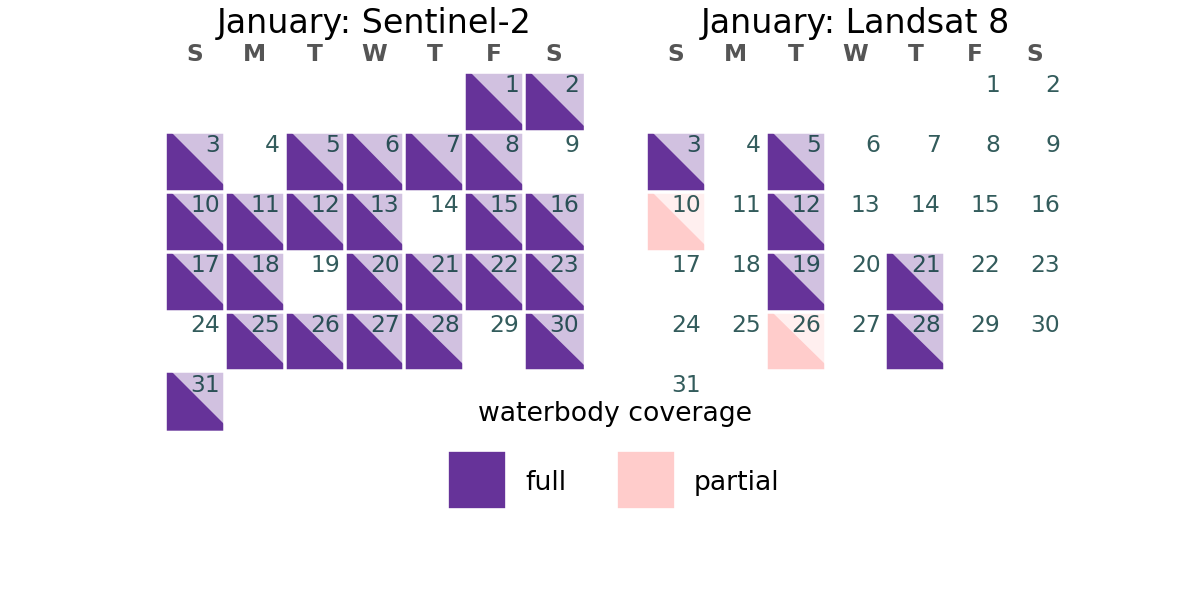 January: Sentinel-2
S M T W T F S
1 2
3 4 5 6 7 8 9
10 11 12 13 14 15 16
17 18 19 20 21 22 23
24 25 26 27 28 29 30
31
January: Landsat 8
S M T W T F S
1 2
3 4 5 6 7 8 9
10 11 12 13 14 15 16
17 18 19 20 21 22 23
24 25 26 27 28 29 30
31
waterbody coverage
full partial